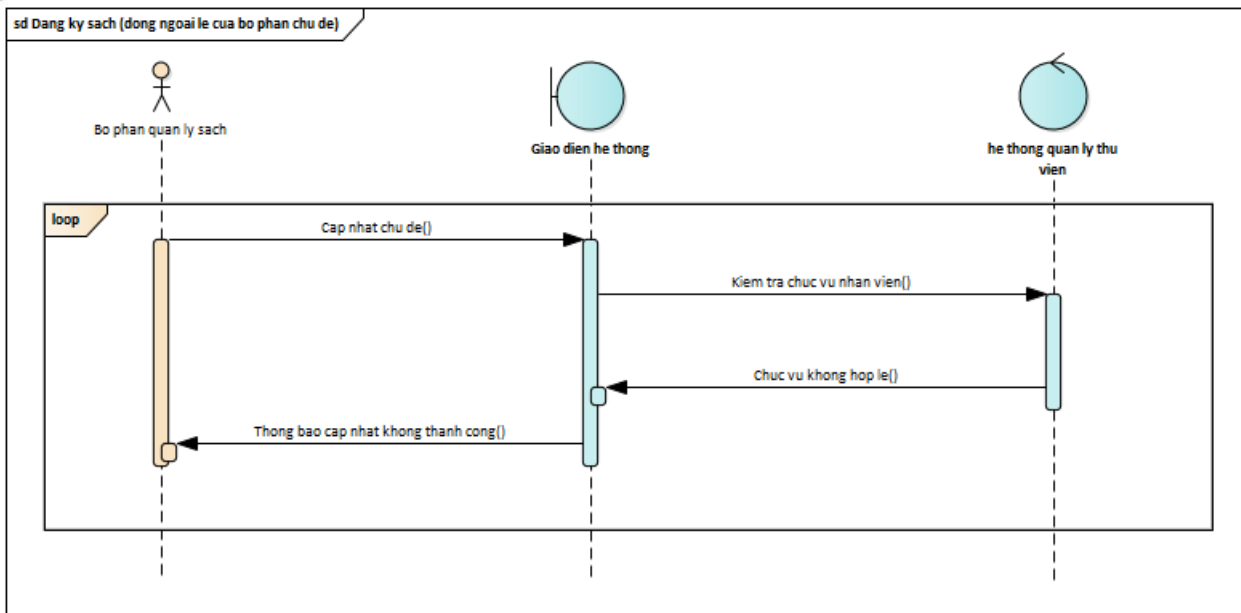 sd Dang ky sach (dong ngoai le cua bo phan chu de)
Bo phan quan ly sach
Giao dien he thong
he thong quan ly thu
vien
loop
Cap nhat chu de()
Kiem tra chuc vu nhan vien()
Chuc vu khong hop le()
Thong bao cap nhat khong thanh cong()